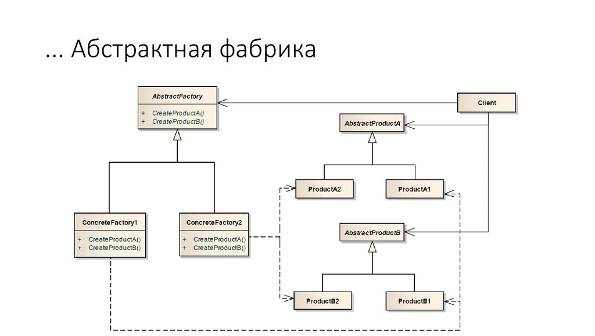 ... Абстрактная фабрика
AbstractFactory
+ CreateProductA()
+ CreateProductB()
Client
AbstractProductA
ProductA2
ProductA1
ConcreteFactory1
+ CreateProductA()
+ CreateProductB()
ConcreteFactory2
+ CreateProductA()
+ CreateProductB()
AbstractProductB
ProductB2
ProductB1